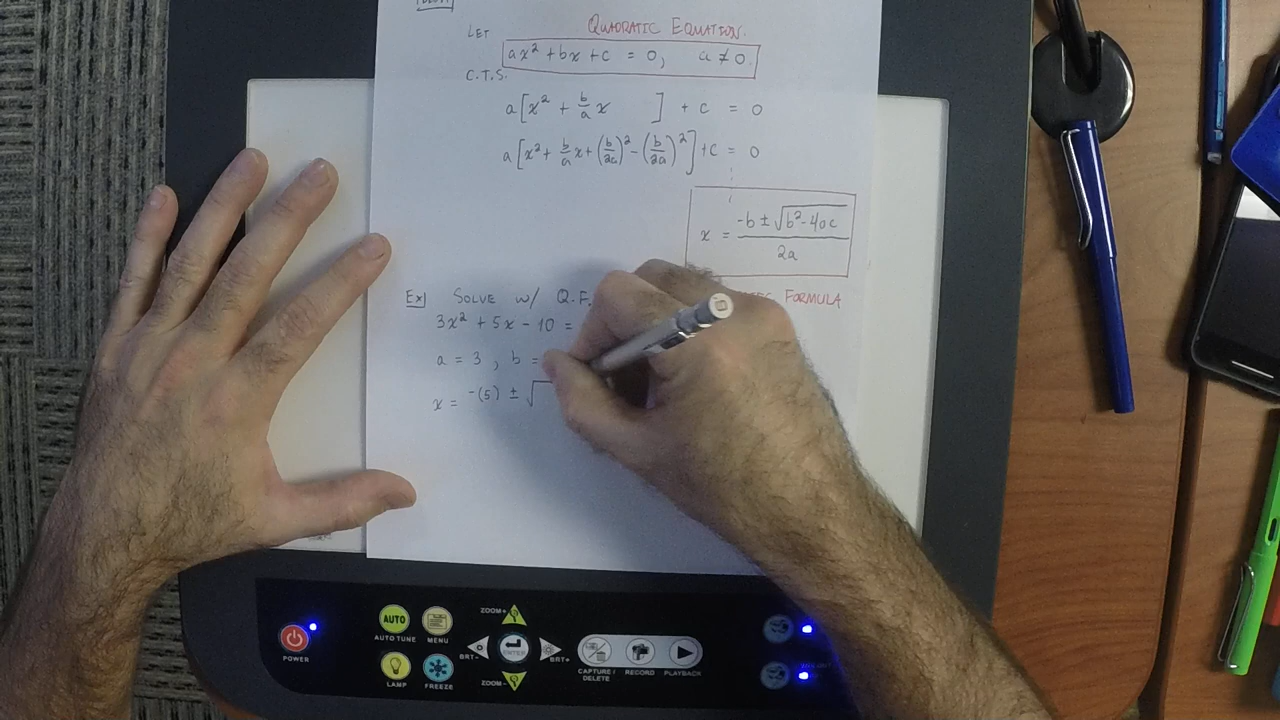 LET QUADRATIC EQUATION.
ax² + bx + c = 0, a ≠ 0.
C.T.S.
a[x² + b/a x ] + c = 0
a[x² + b/a x + (b/2a)² - (b/2a)²] + c = 0
x = -b ± √b² - 4ac / 2a
Ex] SOLVE W/ Q.F. FORMULA
3x² + 5x - 10 =
a = 3, b =
x = -(5) ± √
POWER
AUTO
AUTO TUNE
MENU
LAMP
FREEZE
ZOOM+
BRT-
ENTER
BRT+
ZOOM-
CAPTURE / DELETE
RECORD
PLAYBACK